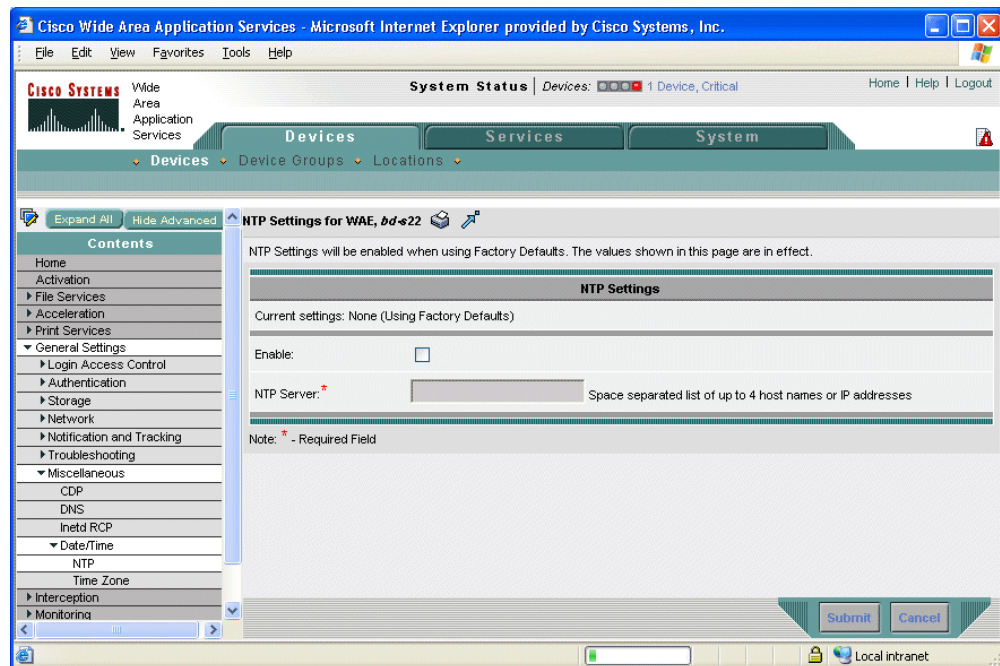 Cisco Wide Area Application Services - Microsoft Internet Explorer provided by Cisco Systems, Inc.
File Edit View Favorites Tools Help
CISCO SYSTEMS
Wide
Area
Application
Services
System Status | Devices: 1 Device, Critical
Home | Help | Logout
Devices Services System
Devices Device Groups Locations
Expand All Hide Advanced
Contents
Home
Activation
File Services
Acceleration
Print Services
General Settings
Login Access Control
Authentication
Storage
Network
Notification and Tracking
Troubleshooting
Miscellaneous
CDP
DNS
Inetd RCP
Date/Time
NTP
Time Zone
Interception
Monitoring
NTP Settings for WAE, bd-s22
NTP Settings will be enabled when using Factory Defaults. The values shown in this page are in effect.
NTP Settings
Current settings: None (Using Factory Defaults)
Enable:
NTP Server:* Space separated list of up to 4 host names or IP addresses
Note: * - Required Field
Submit Cancel
Local intranet